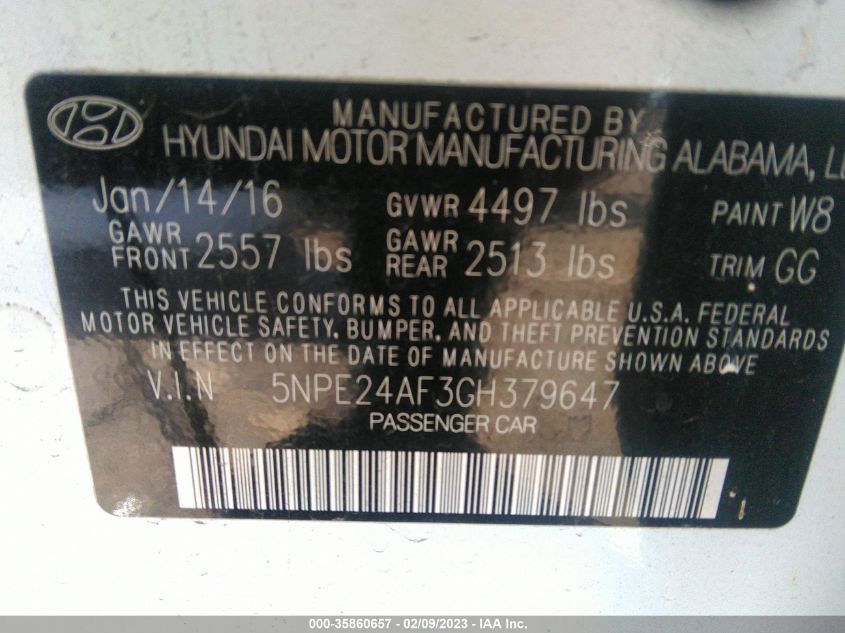 MANUFACTURED BY
HYUNDAI MOTOR MANUFACTURING ALABAMA,
Jan/14/16 GVWR 4497 lbs PAINT W8
GAWR FRONT 2557 lbs GAWR REAR 2513 lbs TRIM GG
THIS VEHICLE CONFORMS TO ALL APPLICABLE U.S.A. FEDERAL
MOTOR VEHICLE SAFETY, BUMPER, AND THEFT PREVENTION STANDARDS
IN EFFECT ON THE DATE OF MANUFACTURE SHOWN ABOVE
V.I.N 5NPE24AF3GH379647
PASSENGER CAR
000-35860657 - 02/09/2023 - IAA Inc.